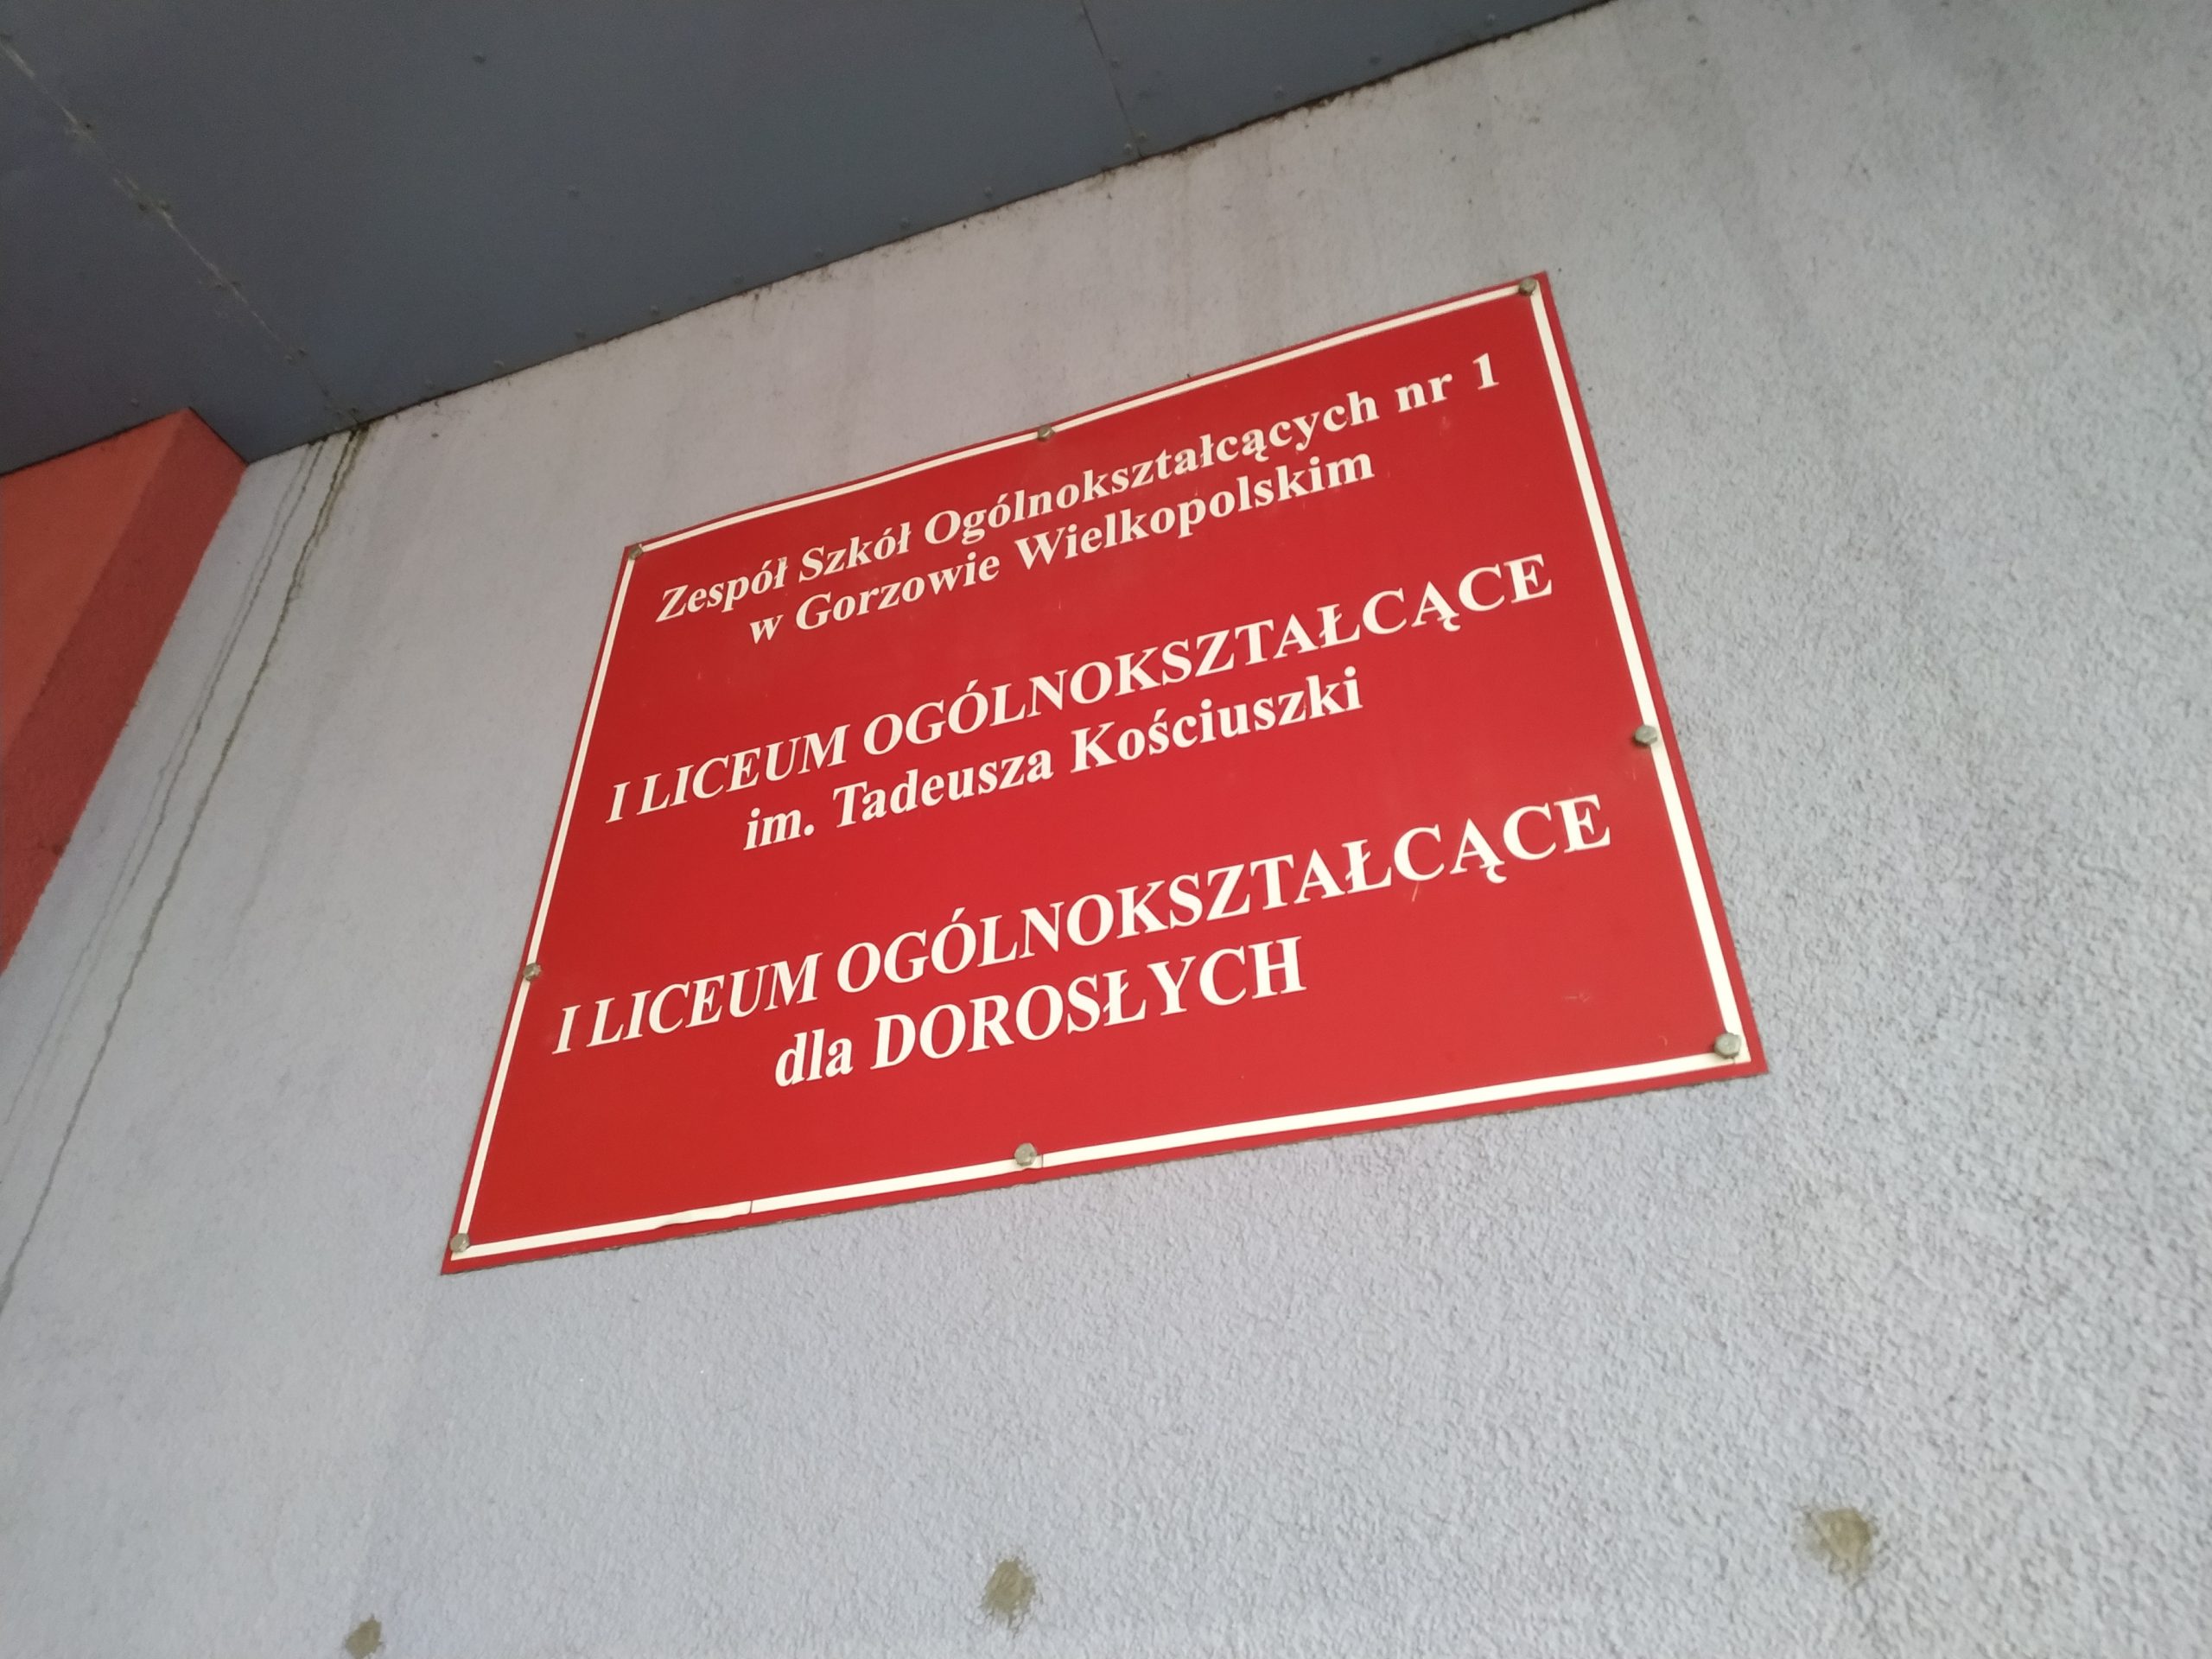 Zespół Szkół Ogólnokształcących nr 1
w Gorzowie Wielkopolskim
I LICEUM OGÓLNOKSZTAŁCĄCE
im. Tadeusza Kościuszki
I LICEUM OGÓLNOKSZTAŁCĄCE
dla DOROSŁYCH